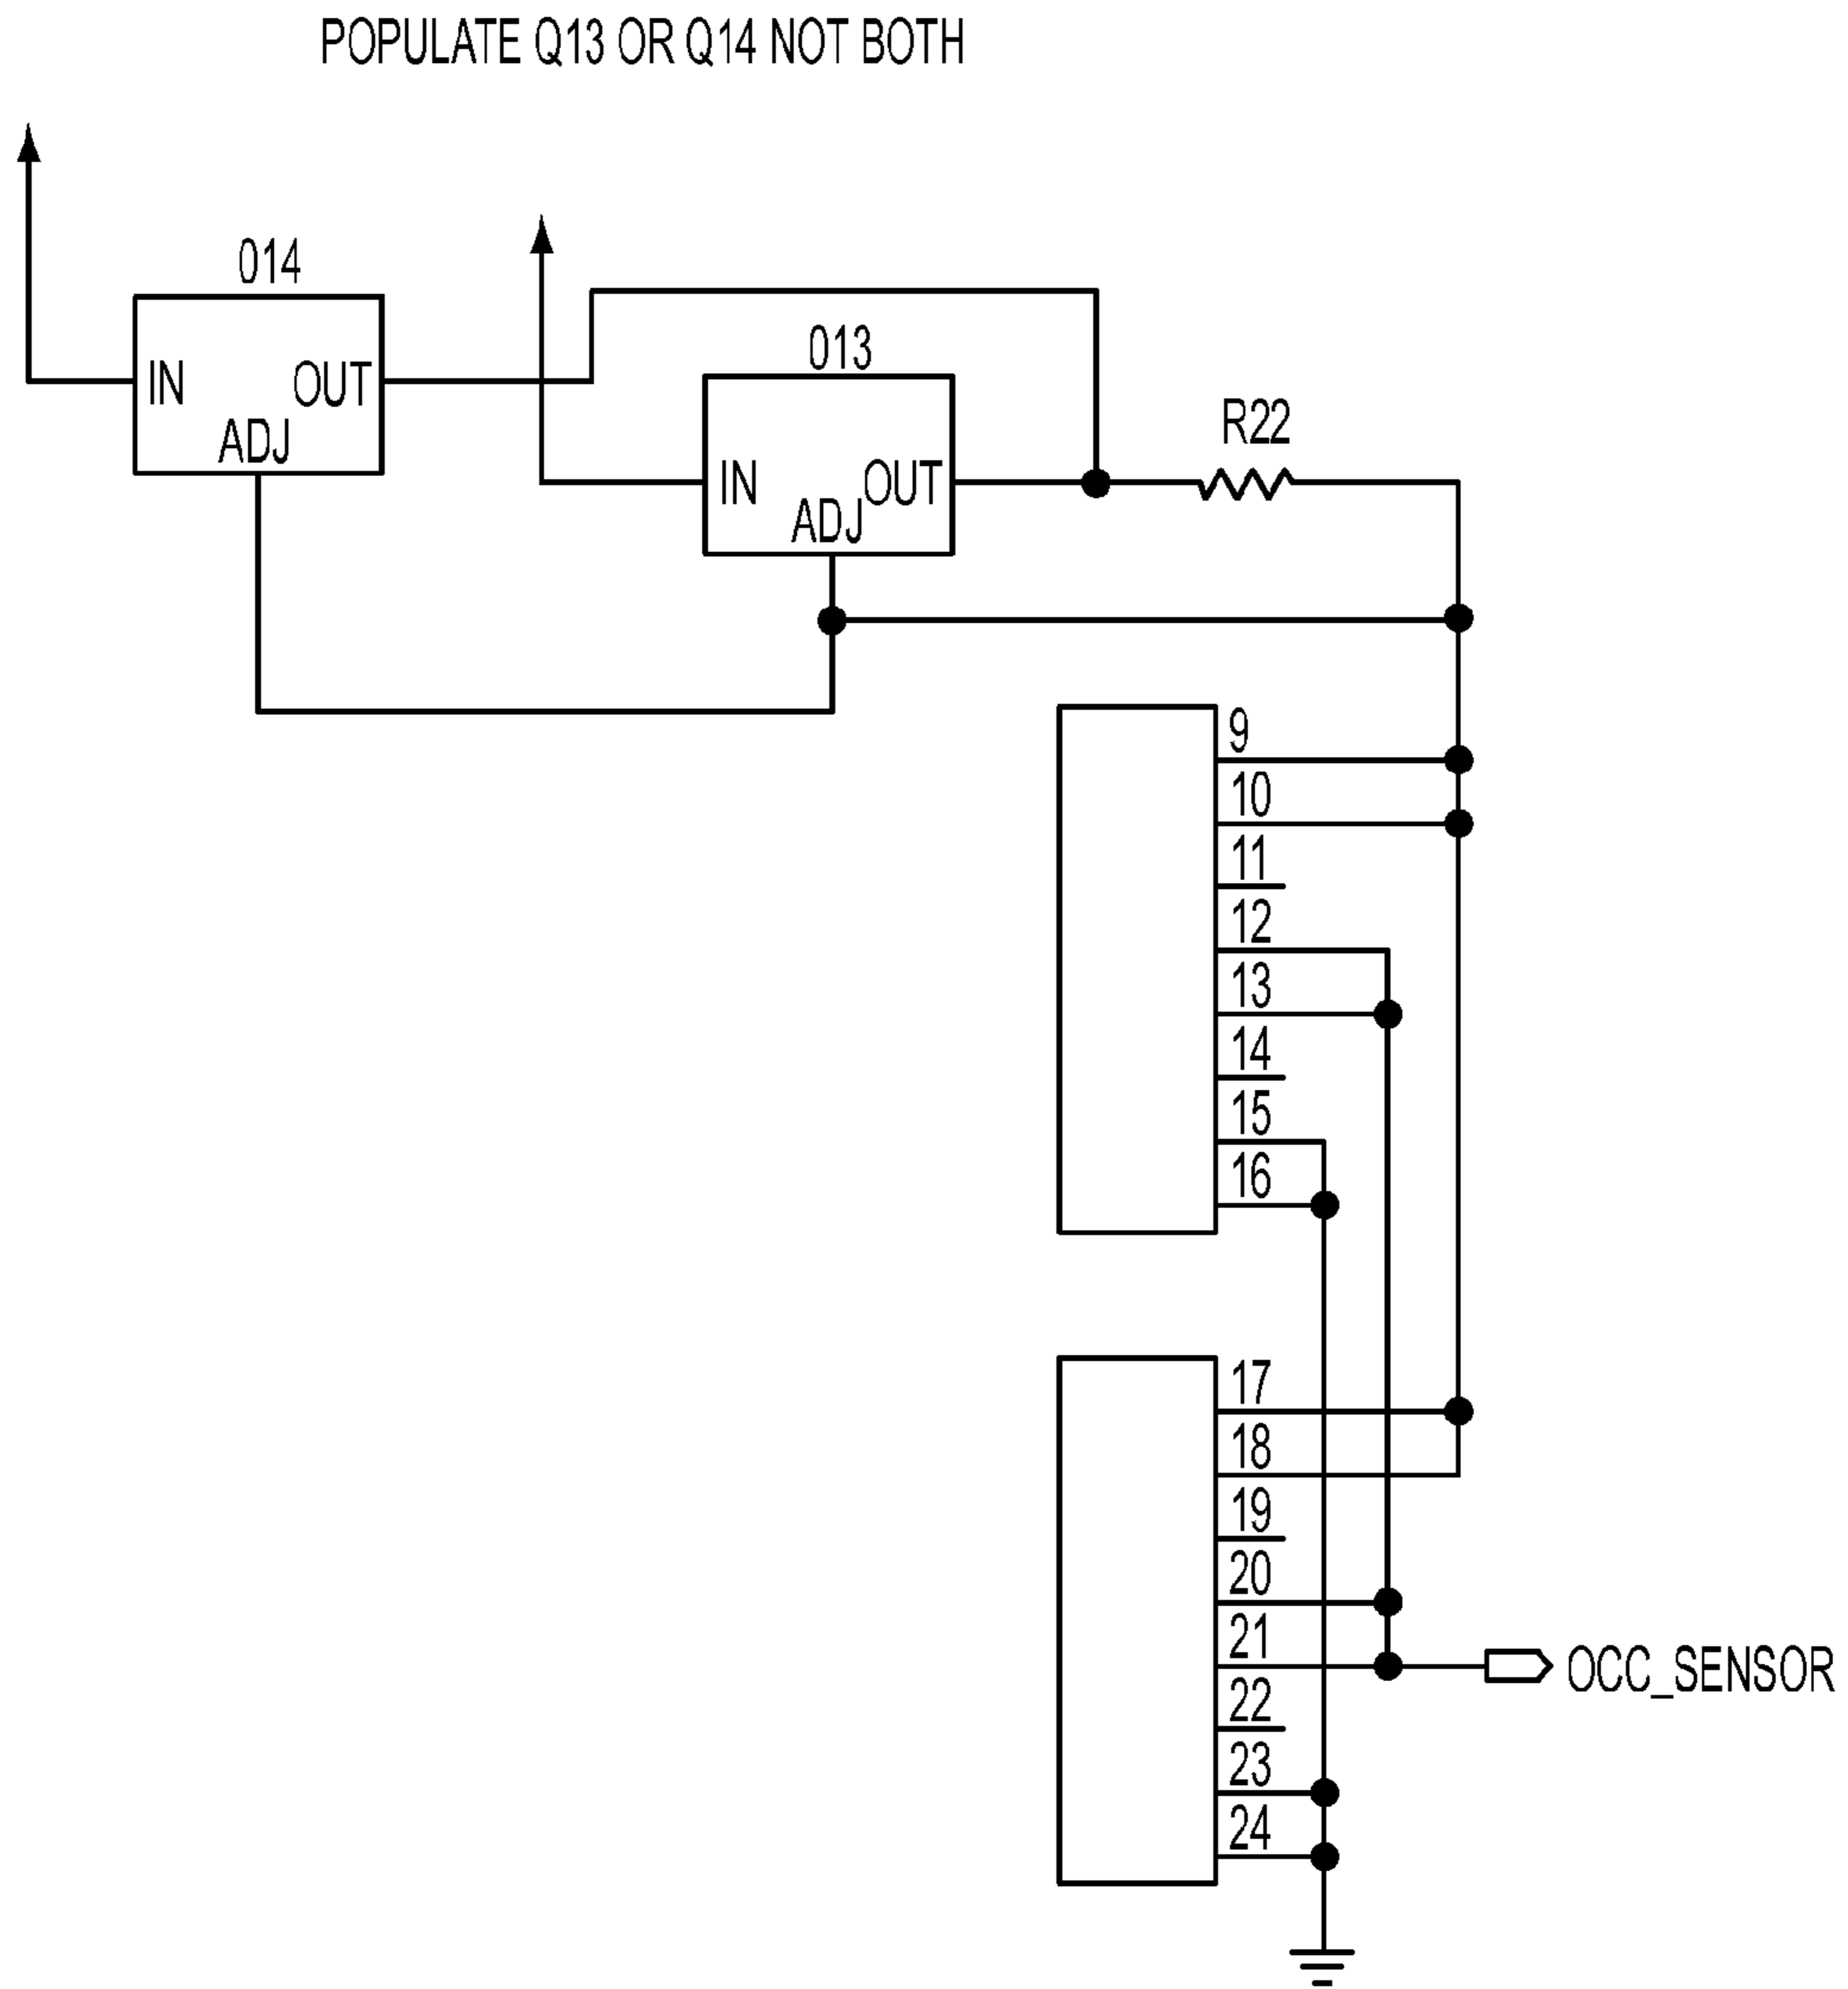 POPULATE Q13 OR Q14 NOT BOTH
014
IN
OUT
ADJ
013
IN
OUT
ADJ
R22
9
10
11
12
13
14
15
16
17
18
19
20
21
OCC_SENSOR
22
23
24